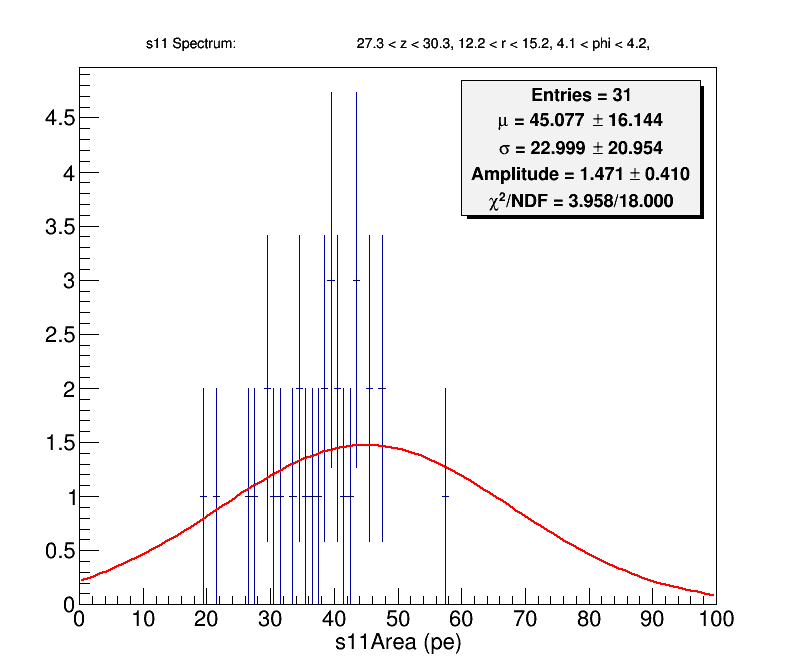 s11 Spectrum: 27.3 < z < 30.3, 12.2 < r < 15.2, 4.1 < phi < 4.2,
Entries = 31
μ = 45.077 ± 16.144
σ = 22.999 ± 20.954
Amplitude = 1.471 ± 0.410
χ²/NDF = 3.958/18.000
4.5
4
3.5
3
2.5
2
1.5
1
0.5
0
0 10 20 30 40 50 60 70 80 90 100
s11Area (pe)